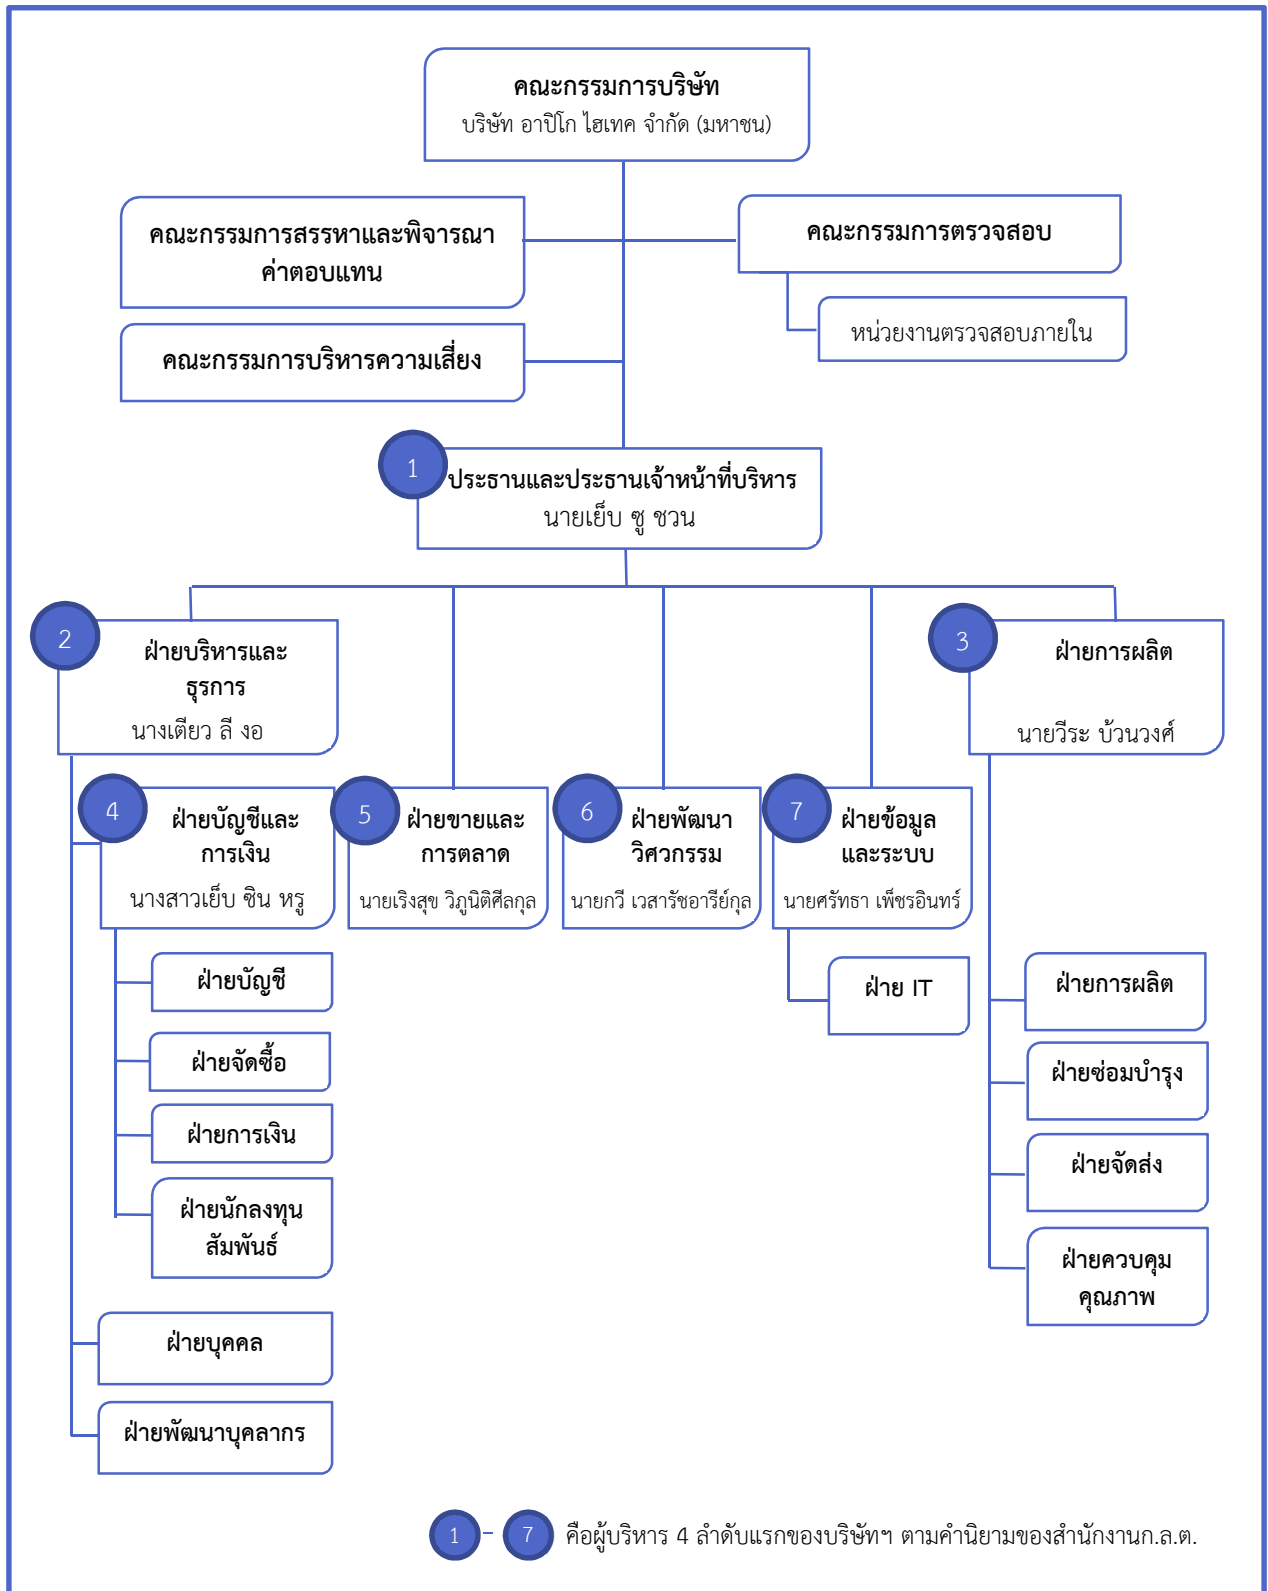 คณะกรรมการบริษัท
บริษัท อาปิโก ไฮเทค จำกัด (มหาชน)
คณะกรรมการสรรหาและพิจารณา
ค่าตอบแทน
คณะกรรมการตรวจสอบ
หน่วยงานตรวจสอบภายใน
คณะกรรมการบริหารความเสี่ยง
1
ประธานและประธานเจ้าหน้าที่บริหาร
นายเย็บ ซู ชวน
2
ฝ่ายบริหารและ
ธุรการ
นางเตียว ลี งอ
3
ฝ่ายการผลิต
นายวีระ บ้วนวงศ์
4
ฝ่ายบัญชีและ
การเงิน
นางสาวเย็บ ซิน หรู
5
ฝ่ายขายและ
การตลาด
นายเริงสุข วิภูนิติศีลกุล
6
ฝ่ายพัฒนา
วิศวกรรม
นายกวี เวสารัชอารีย์กุล
7
ฝ่ายข้อมูล
และระบบ
นายศรัทธา เพ็ชรอินทร์
ฝ่ายบัญชี
ฝ่ายจัดซื้อ
ฝ่ายการเงิน
ฝ่ายนักลงทุน
สัมพันธ์
ฝ่าย IT
ฝ่ายการผลิต
ฝ่ายซ่อมบำรุง
ฝ่ายจัดส่ง
ฝ่ายควบคุม
คุณภาพ
ฝ่ายบุคคล
ฝ่ายพัฒนาบุคลากร
1 - 7 คือผู้บริหาร 4 ลำดับแรกของบริษัทฯ ตามคำนิยามของสำนักงานก.ล.ต.